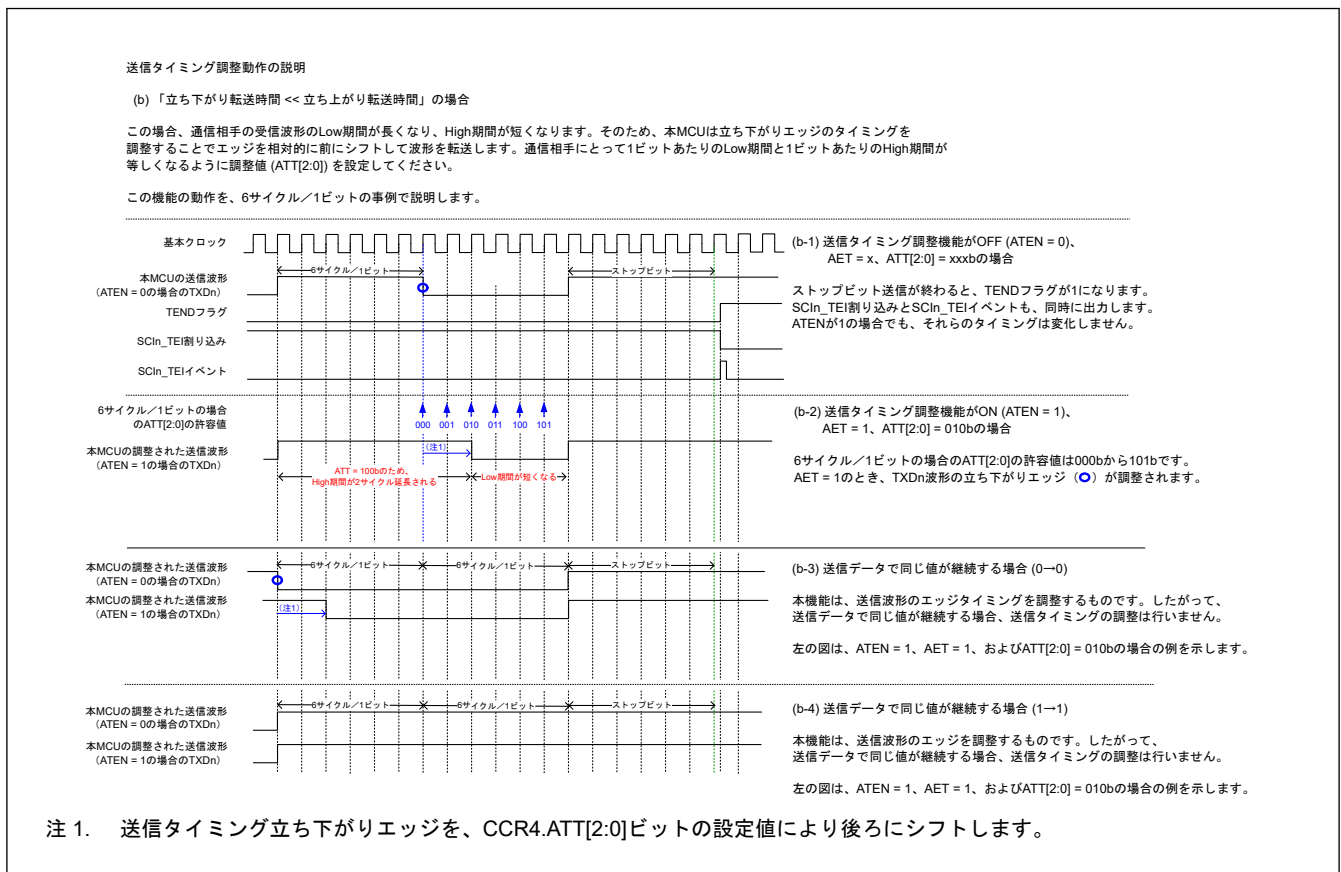 送信タイミング調整動作の説明
(b) 「立ち下がり転送時間 << 立ち上がり転送時間」の場合
この場合、通信相手の受信波形のLow期間が長くなり、High期間が短くなります。そのため、本MCUは立ち下がりエッジのタイミングを
調整することでエッジを相対的に前にシフトして波形を転送します。通信相手にとって1ビットあたりのLow期間と1ビットあたりのHigh期間が
等しくなるように調整値 (ATT[2:0]) を設定してください。
この機能の動作を、6サイクル／1ビットの事例で説明します。
基本クロック
本MCUの送信波形
（ATEN = 0の場合のTXDn）
6サイクル／1ビット
ストップビット
TENDフラグ
SCIn_TEI割り込み
SCIn_TEIイベント
(b-1) 送信タイミング調整機能がOFF (ATEN = 0)、
AET = x、ATT[2:0] = xxxbの場合
ストップビット送信が終わると、TENDフラグが1になります。
SCIn_TEI割り込みとSCIn_TEIイベントも、同時に出力します。
ATENが1の場合でも、それらのタイミングは変化しません。
6サイクル／1ビットの場合
のATT[2:0]の許容値
000 001 010 011 100 101
本MCUの調整された送信波形
（ATEN = 1の場合のTXDn）
（注1）
ATT = 100bのため、
High期間が2サイクル延長される
Low期間が短くなる
(b-2) 送信タイミング調整機能がON (ATEN = 1)、
AET = 1、ATT[2:0] = 010bの場合
6サイクル／1ビットの場合のATT[2:0]の許容値は000bから101bです。
AET = 1のとき、TXDn波形の立ち下がりエッジ（O）が調整されます。
本MCUの調整された送信波形
（ATEN = 0の場合のTXDn）
6サイクル／1ビット
6サイクル／1ビット
ストップビット
本MCUの調整された送信波形
（ATEN = 1の場合のTXDn）
（注1）
(b-3) 送信データで同じ値が継続する場合 (0→0)
本機能は、送信波形のエッジタイミングを調整するものです。したがって、
送信データで同じ値が継続する場合、送信タイミングの調整は行いません。
左の図は、ATEN = 1、AET = 1、およびATT[2:0] = 010bの場合の例を示します。
本MCUの調整された送信波形
（ATEN = 0の場合のTXDn）
6サイクル／1ビット
6サイクル／1ビット
ストップビット
本MCUの調整された送信波形
（ATEN = 1の場合のTXDn）
(b-4) 送信データで同じ値が継続する場合 (1→1)
本機能は、送信波形のエッジを調整するものです。したがって、
送信データで同じ値が継続する場合、送信タイミングの調整は行いません。
左の図は、ATEN = 1、AET = 1、およびATT[2:0] = 010bの場合の例を示します。
注 1. 送信タイミング立ち下がりエッジを、CCR4.ATT[2:0]ビットの設定値により後ろにシフトします。